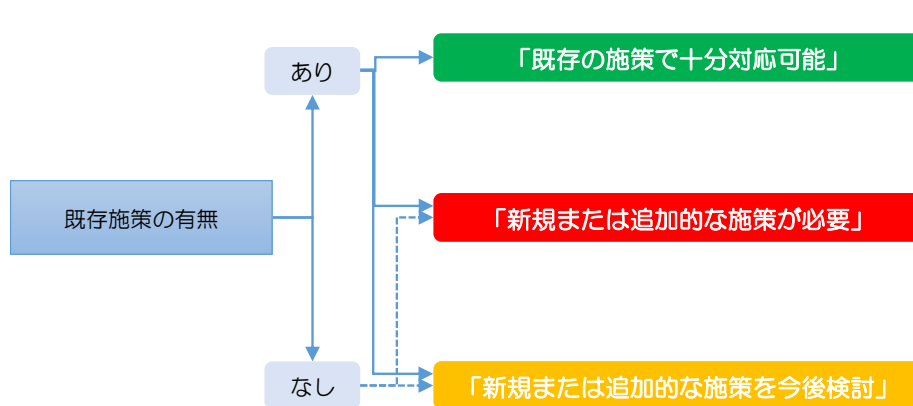 あり
「既存の施策で十分対応可能」
既存施策の有無
「新規または追加的な施策が必要」
なし
「新規または追加的な施策を今後検討」